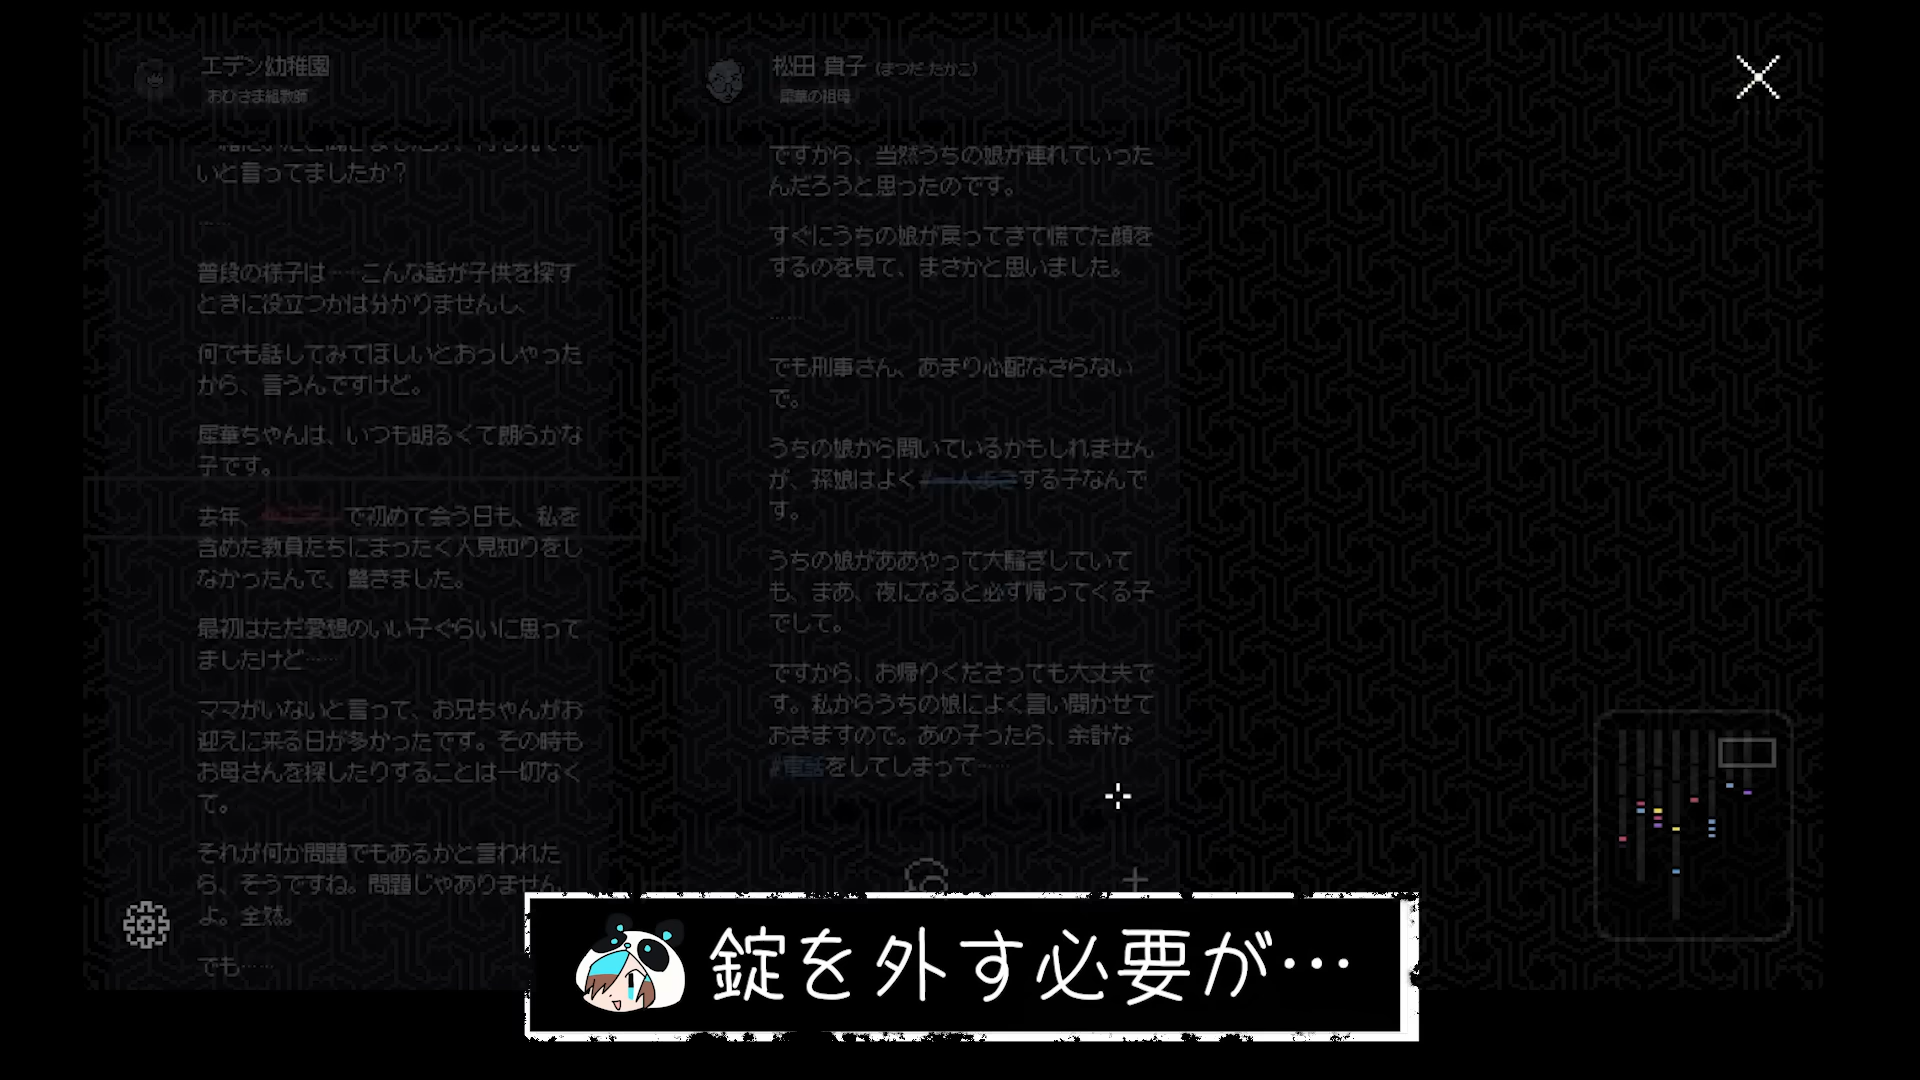 エデン幼稚園
おひさま組教師
いと言ってましたか？
……
普段の様子は……こんな話が子供を探す
ときに役立つかは分かりませんし、
何でも話してみてほしいとおっしゃった
から、言うんですけど。
犀華ちゃんは、いつも明るくて朗らかな
子です。
去年、
で初めて会う日も、私を
含めた教員たちにまったく人見知りをし
なかったんで、驚きました。
最初はただ愛想のいい子ぐらいに思って
ましたけど……
ママがいないと言って、お兄ちゃんがお
迎えに来る日が多かったです。その時も
お母さんを探したりすることは一切なく
て。
それが何か問題でもあるかと言われた
ら、そうですね。問題じゃありません
よ。全然。
でも……
松田 貴子 (まつだ たかこ)
犀華の祖母
ですから、当然うちの娘が連れていった
んだろうと思ったのです。
すぐにうちの娘が戻ってきて慌てた顔を
するのを見て、まさかと思いました。
……
でも刑事さん、あまり心配なさらない
で。
うちの娘から聞いているかもしれません
が、孫娘はよく#一人歩きする子なんで
す。
うちの娘がああやって大騒ぎしていて
も、まあ、夜になると必ず帰ってくる子
でして。
ですから、お帰りくださっても大丈夫で
す。私からうちの娘によく言い聞かせて
おきますので。あの子ったら、余計な
#電話をしてしまって……
錠を外す必要が…